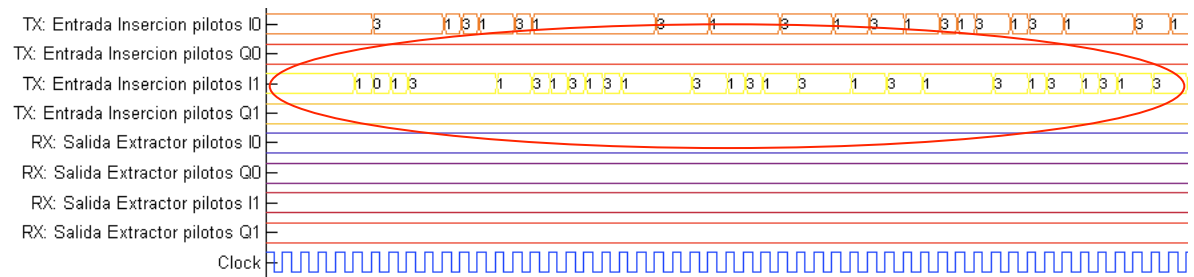 TX: Entrada Insercion pilotos I0 3 1 3 1 3 1 3 1 3 1 3 1 3 1 3 1 3 1 3 1
TX: Entrada Insercion pilotos Q0
TX: Entrada Insercion pilotos I1 1 0 1 3 1 3 1 3 1 3 1 3 1 3 1 3 1 3 1 3 1 3 1 3 1 3
TX: Entrada Insercion pilotos Q1
RX: Salida Extractor pilotos I0
RX: Salida Extractor pilotos Q0
RX: Salida Extractor pilotos I1
RX: Salida Extractor pilotos Q1
Clock